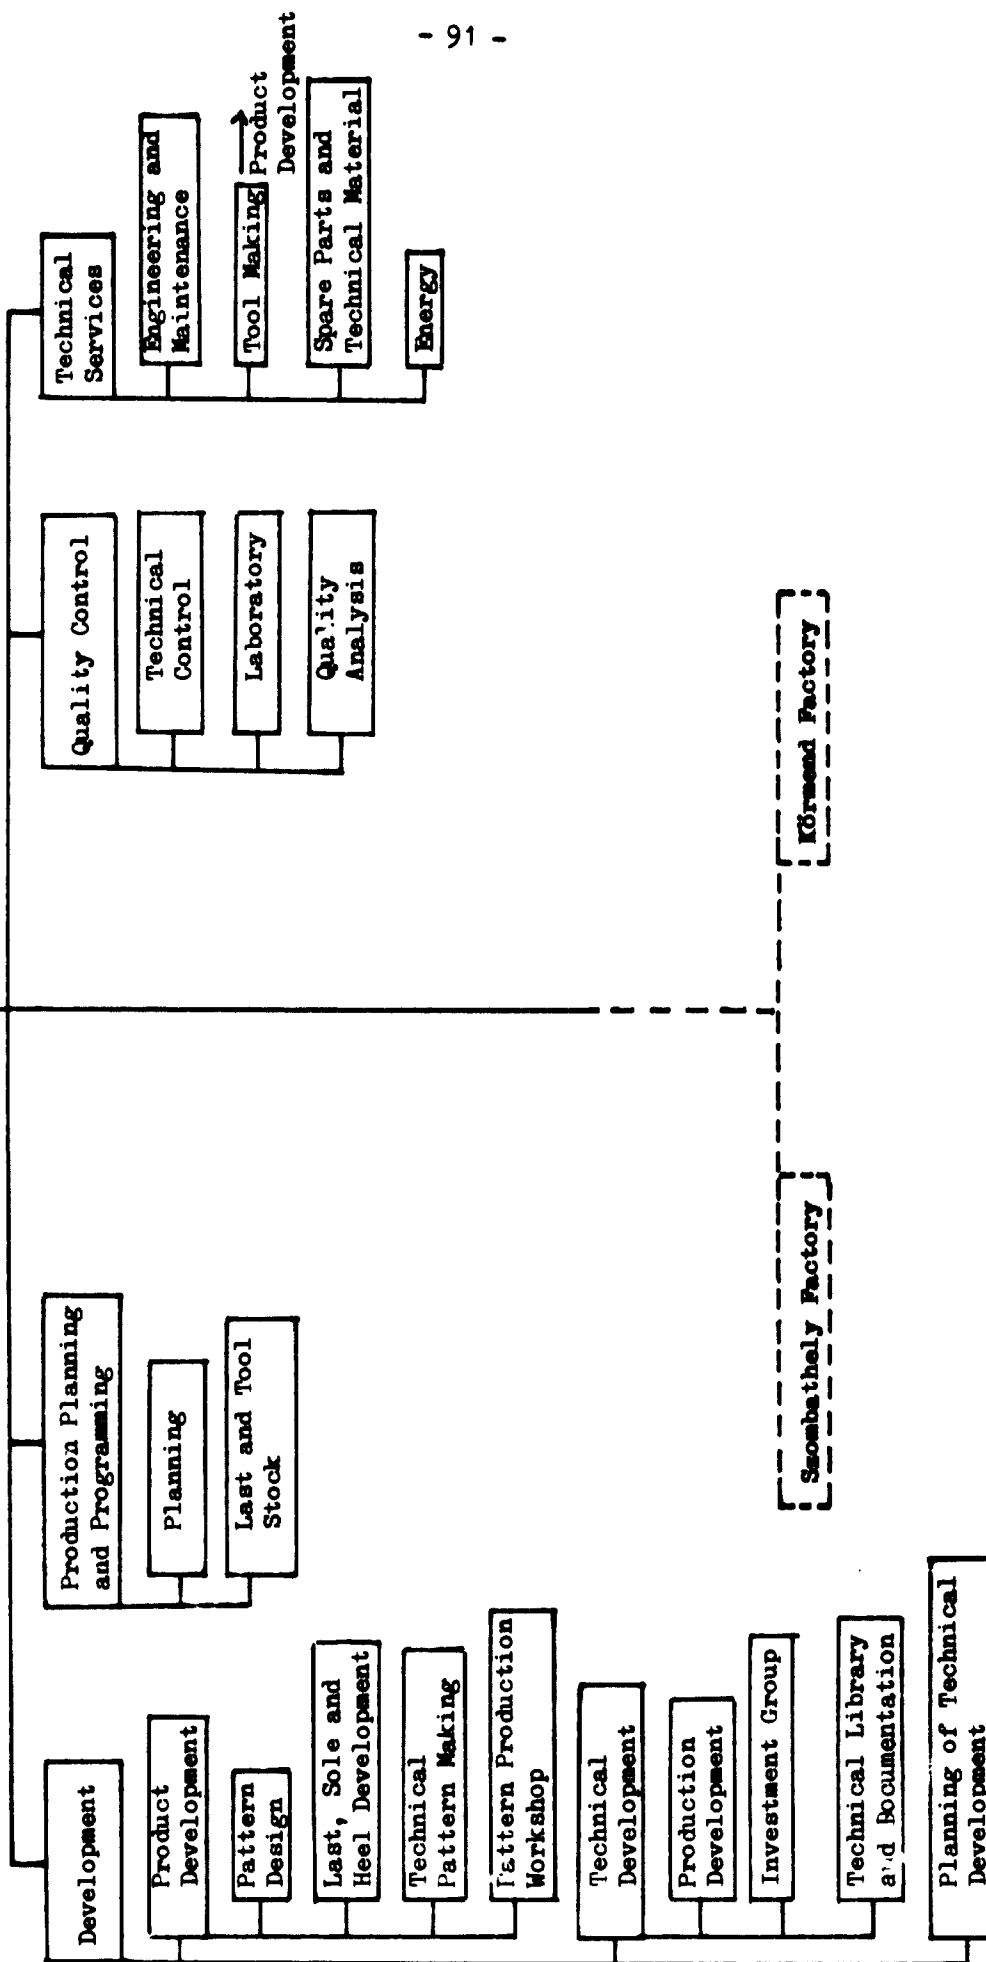 - 91 -
Development
Product
Development
Pattern
Design
Last, Sole and
Heel Development
Technical
Pattern Making
Pattern Production
Workshop
Technical
Development
Production
Development
Investment Group
Technical Library
and Documentation
Planning of Technical
Development
Production Planning
and Programming
Planning
Last and Tool
Stock
Quality Control
Technical
Control
Laboratory
Quality
Analysis
Technical
Services
Engineering and
Maintenance
Tool Making
Product
Development
Spare Parts and
Technical Material
Energy
Szombathely Factory
Körmend Factory